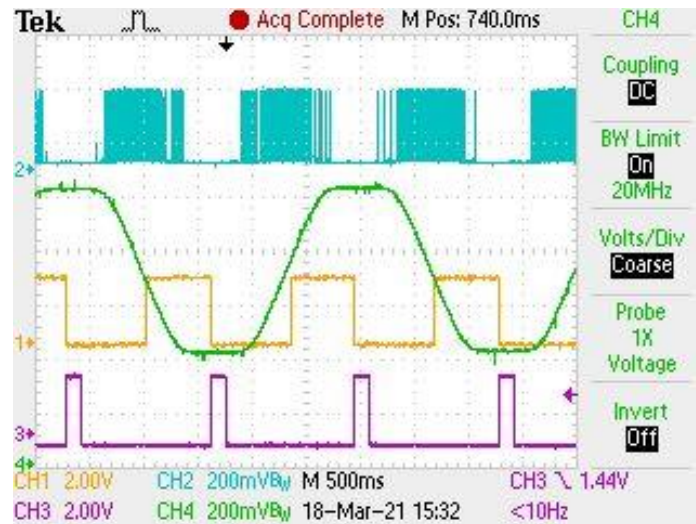 Tek Acq Complete M Pos: 740.0ms CH4
Coupling
DC
BW Limit
On
20MHz
Volts/Div
Coarse
Probe
1X
Voltage
Invert
Off
2
1
3
4
CH1 2.00V CH2 200mVBW M 500ms CH3 1.44V
CH3 2.00V CH4 200mVBW 18-Mar-21 15:32 <10Hz